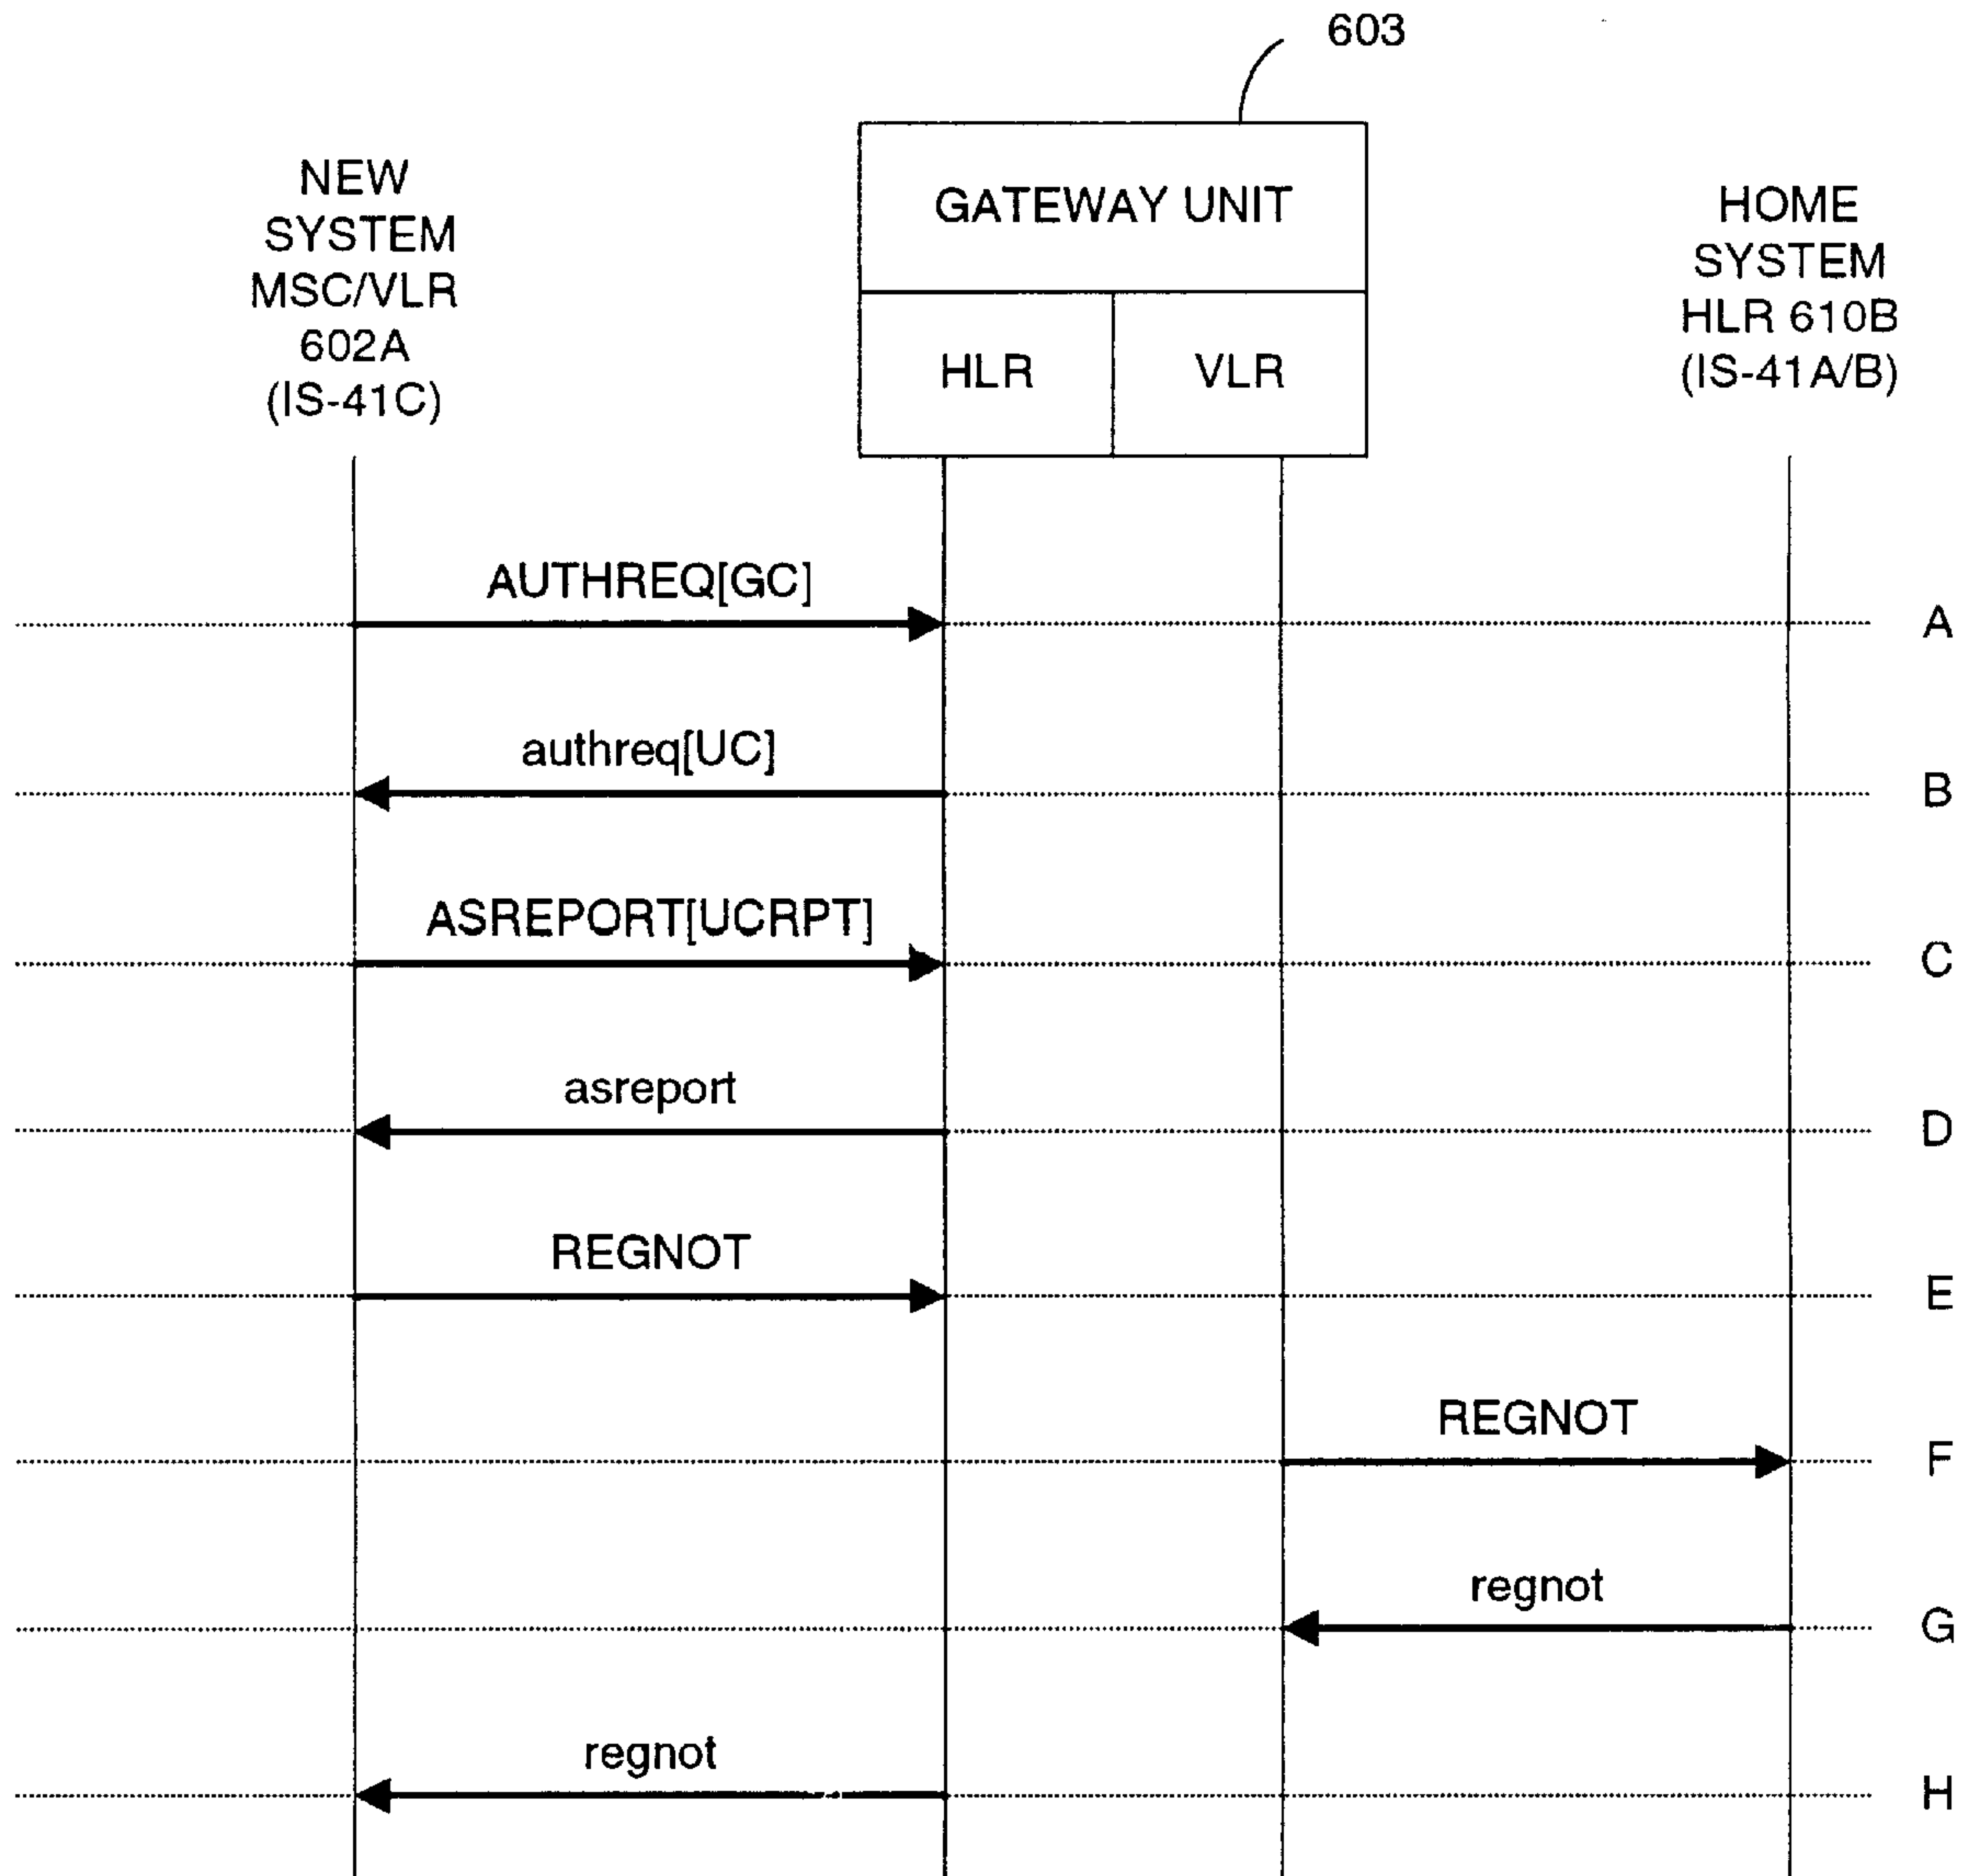 603
NEW
SYSTEM
MSC/VLR
602A
(IS-41C)
GATEWAY UNIT
HLR
VLR
HOME
SYSTEM
HLR 610B
(IS-41A/B)
AUTHREQ[GC]
A
authreq[UC]
B
ASREPORT[UCRPT]
C
asreport
D
REGNOT
E
REGNOT
F
regnot
G
regnot
H